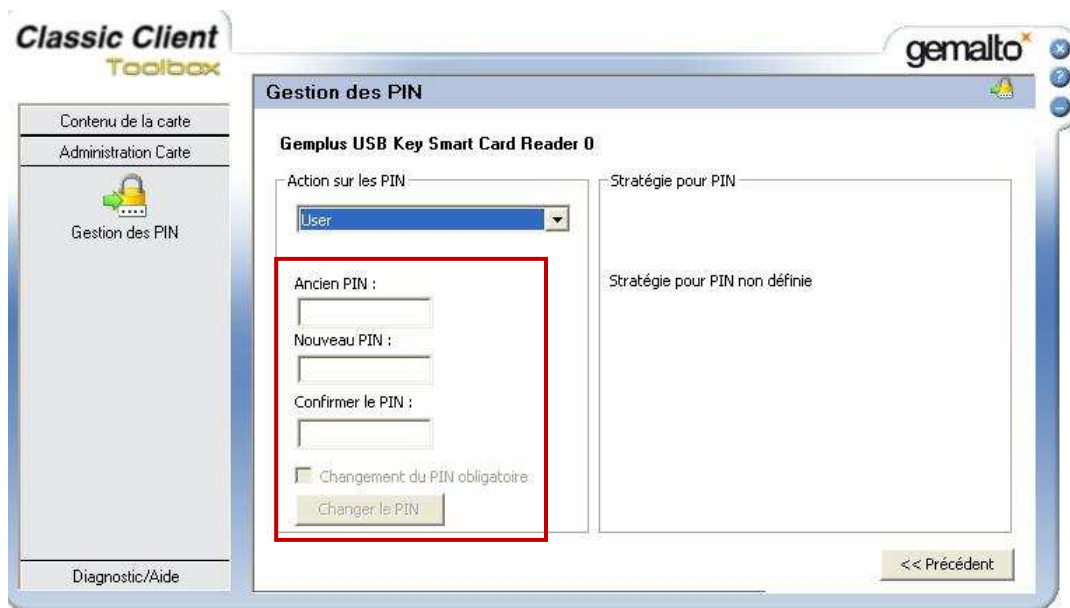 Classic Client
Toolbox
gemalto
Gestion des PIN
Contenu de la carte
Administration Carte
Gestion des PIN
Diagnostic/Aide
Gemplus USB Key Smart Card Reader 0
Action sur les PIN
User
Ancien PIN :
Nouveau PIN :
Confirmer le PIN :
Changement du PIN obligatoire
Changer le PIN
Stratégie pour PIN
Stratégie pour PIN non définie
<< Précédent